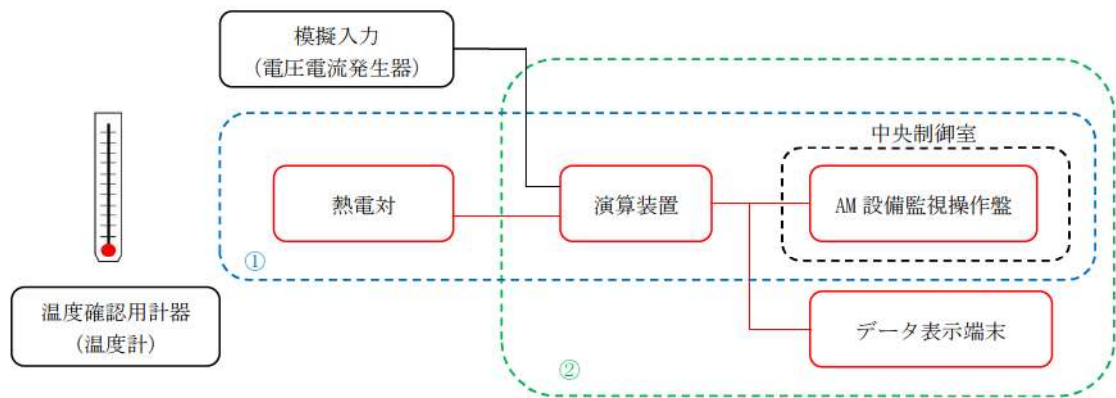 模擬入力
(電圧電流発生器)
中央制御室
熱電対
演算装置
AM 設備監視操作盤
①
温度確認用計器
(温度計)
データ表示端末
②